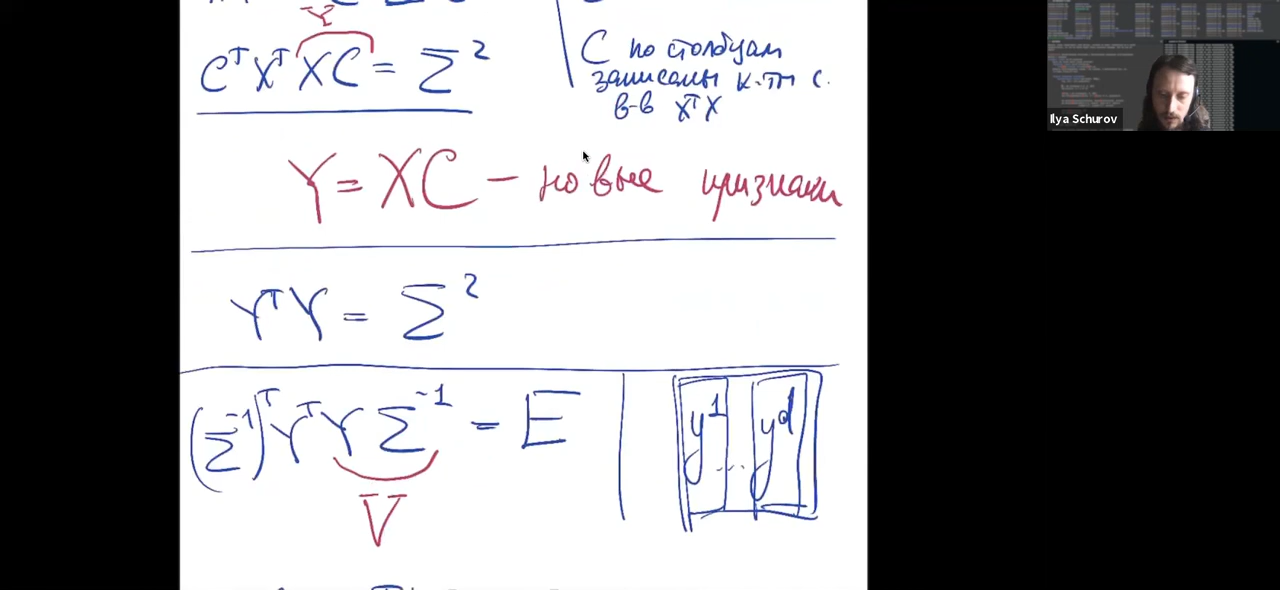 Y
CᵀXᵀXC = Σ²
C по столбцам
записаны к-ты с.
в-в XᵀX
Y = XC – новые признаки
YᵀY = Σ²
(Σ⁻¹)ᵀYᵀYΣ⁻¹ = E
y¹ ... yᵈ
V
Ilya Schurov